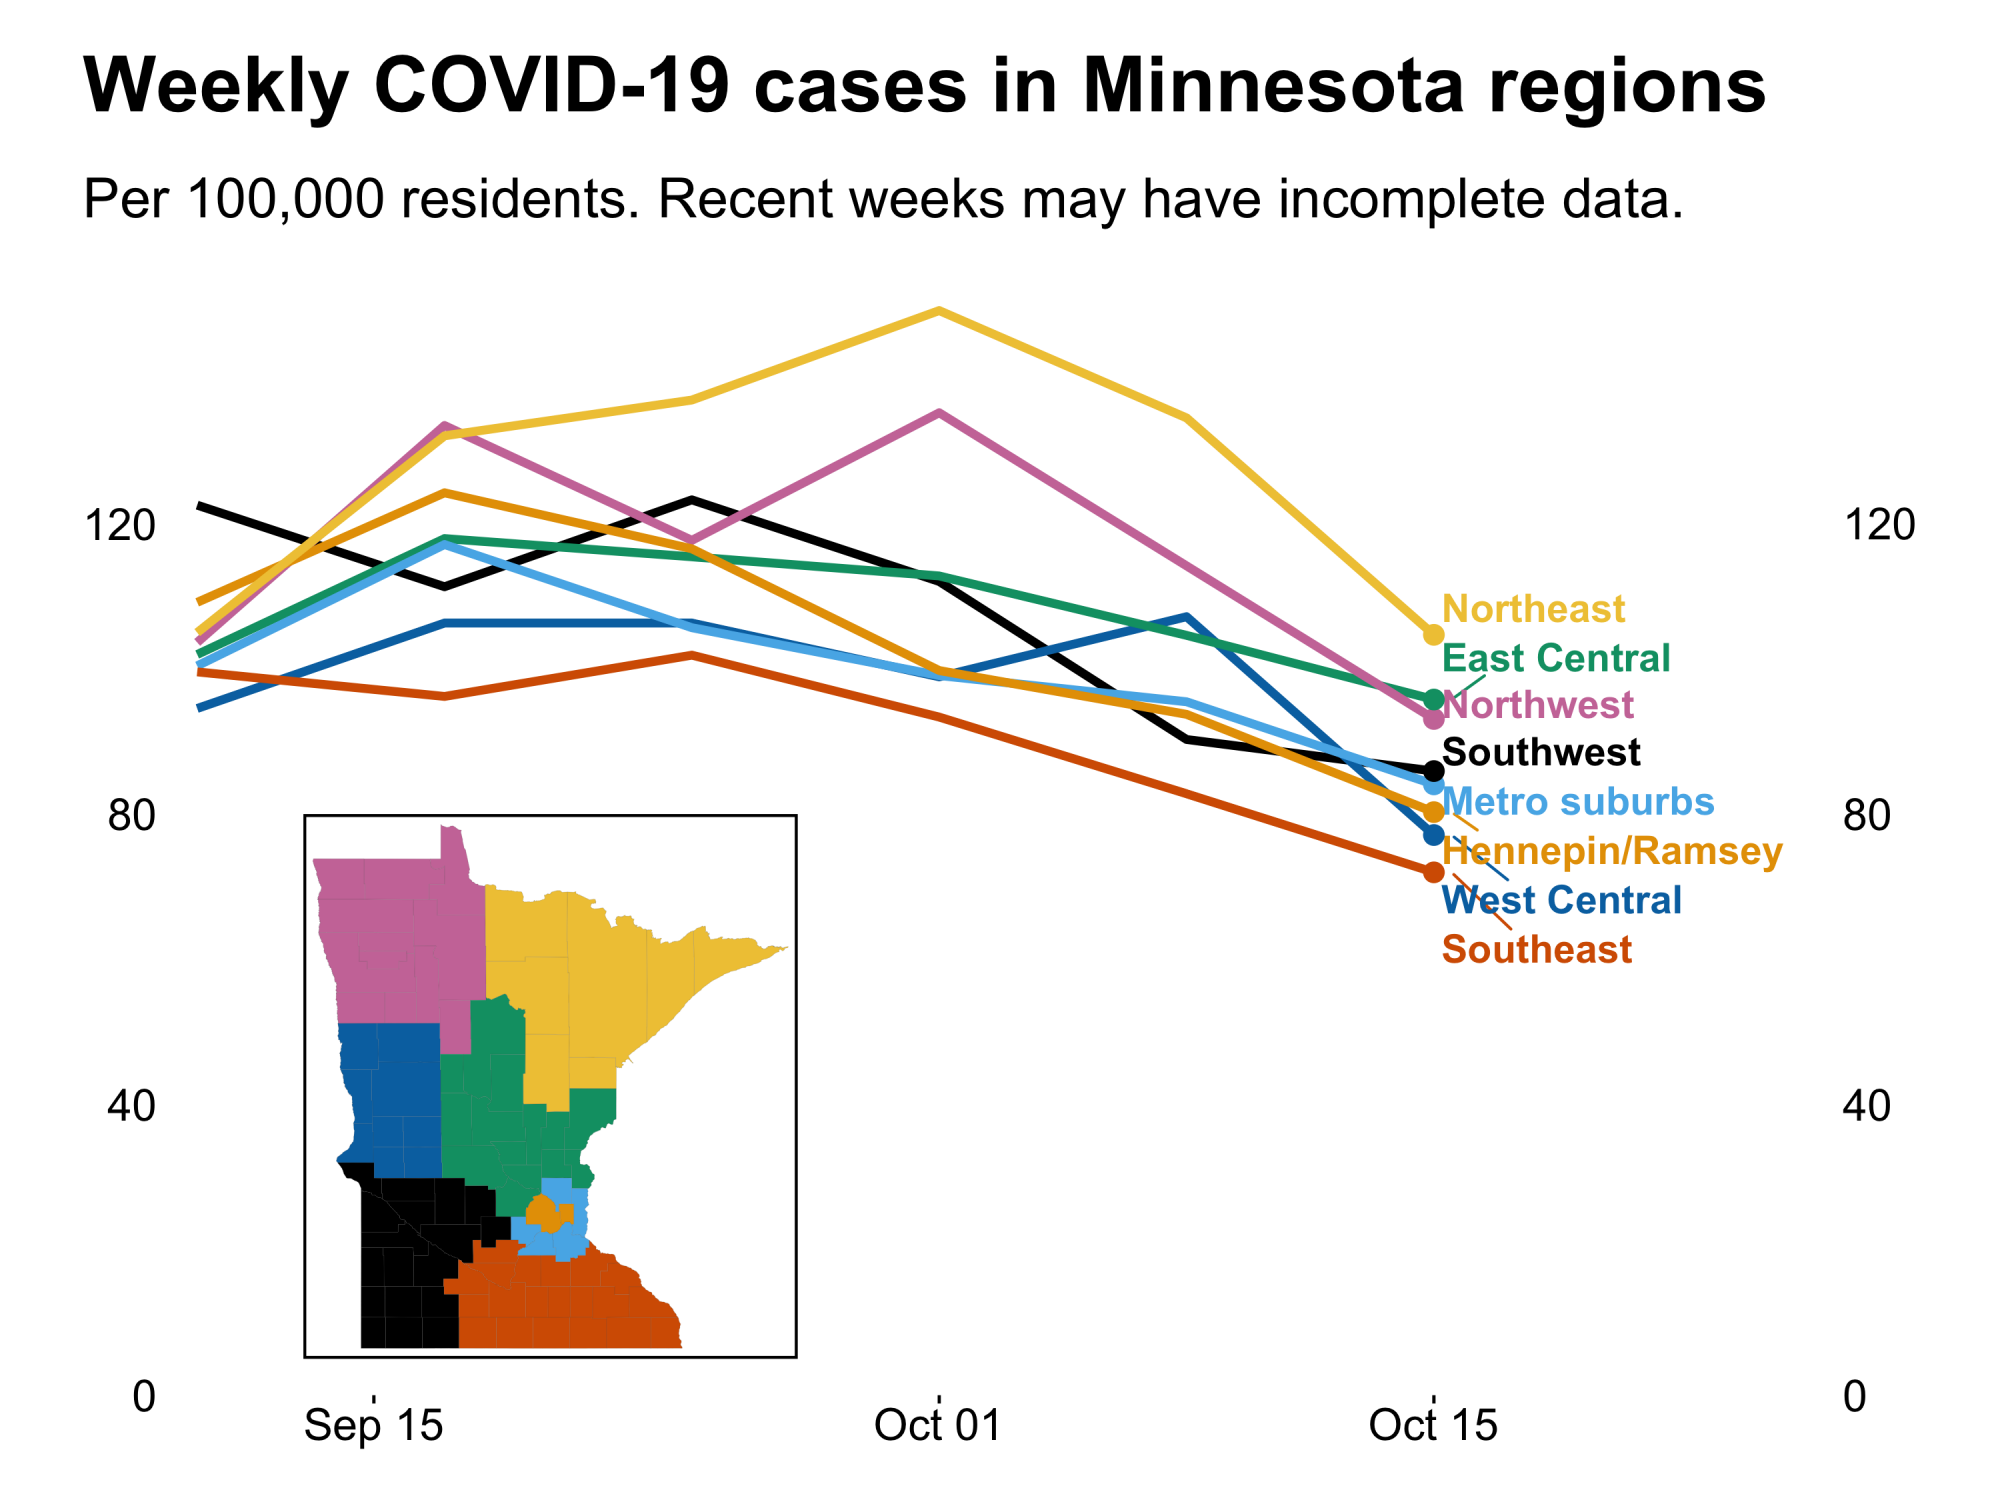 Weekly COVID-19 cases in Minnesota regions
Per 100,000 residents. Recent weeks may have incomplete data.
120
120
Northeast
East Central
Northwest
Southwest
80
Metro suburbs
80
Hennepin/Ramsey
West Central
Southeast
40
40
0
0
Sep 15
Oct 01
Oct 15